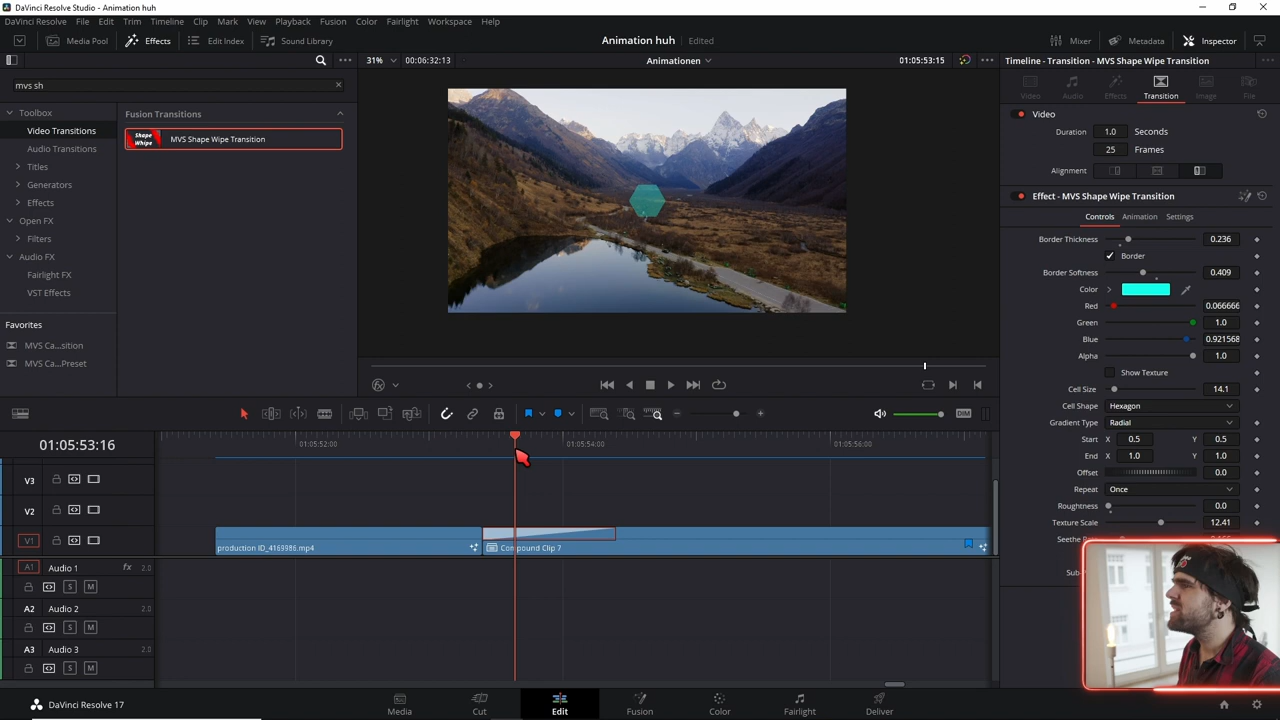 DaVinci Resolve Studio - Animation huh
DaVinci Resolve File Edit Trim Timeline Clip Mark View Playback Fusion Color Fairlight Workspace Help
Media Pool Effects Edit Index Sound Library Animation huh Edited Mixer Metadata Inspector
31% 00:06:32:13 Animationen 01:05:53:15 Timeline - Transition - MVS Shape Wipe Transition
mvs sh
Video Audio Effects Transition Image File
Toolbox
Video Transitions
Audio Transitions
Titles
Generators
Effects
Open FX
Filters
Audio FX
Fairlight FX
VST Effects
Favorites
MVS Ca...sition
MVS Ca...Preset
Fusion Transitions
Shape
Whipe
MVS Shape Wipe Transition
Video
Duration 1.0 Seconds
25 Frames
Alignment
Effect - MVS Shape Wipe Transition
Controls Animation Settings
Border Thickness 0.236
Border
Border Softness 0.409
Color
Red 0.066666
Green 1.0
Blue 0.921568
Alpha 1.0
Show Texture
Cell Size 14.1
Cell Shape Hexagon
Gradient Type Radial
Start X 0.5 Y 0.5
End X 1.0 Y 1.0
Offset 0.0
Repeat Once
Roughness 0.0
Texture Scale 12.41
DIM
01:05:53:16 01:05:52:00 01:05:54:00 01:05:56:00
V3
V2
V1 production ID_4169986.mp4 Compound Clip 7
A1 Audio 1 fx 2.0
S M
A2 Audio 2 2.0
S M
A3 Audio 3 2.0
S M
DaVinci Resolve 17 Media Cut Edit Fusion Color Fairlight Deliver